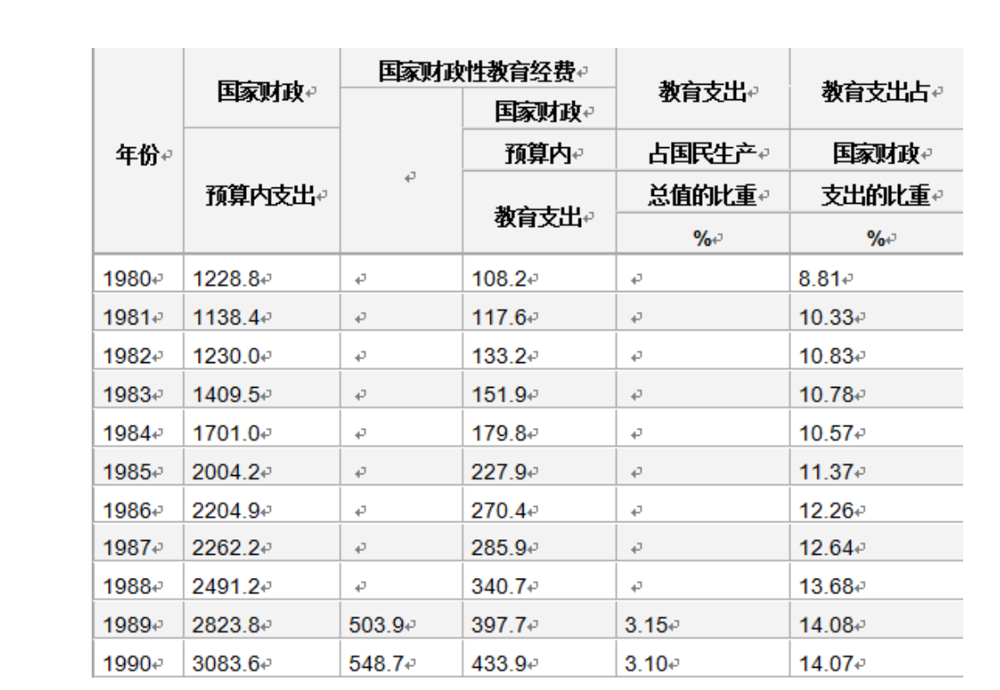 国家财政性教育经费
国家财政 教育支出 教育支出占
国家财政
年份 预算内 占国民生产 国家财政
预算内支出 总值的比重 支出的比重
教育支出
% %
1980 1228.8 108.2 8.81
1981 1138.4 117.6 10.33
1982 1230.0 133.2 10.83
1983 1409.5 151.9 10.78
1984 1701.0 179.8 10.57
1985 2004.2 227.9 11.37
1986 2204.9 270.4 12.26
1987 2262.2 285.9 12.64
1988 2491.2 340.7 13.68
1989 2823.8 503.9 397.7 3.15 14.08
1990 3083.6 548.7 433.9 3.10 14.07